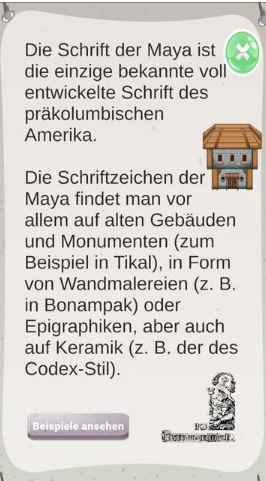 Die Schrift der Maya ist
die einzige bekannte voll
entwickelte Schrift des
präkolumbischen
Amerika.
Die Schriftzeichen der
Maya findet man vor
allem auf alten Gebäuden
und Monumenten (zum
Beispiel in Tikal), in Form
von Wandmalereien (z. B.
in Bonampak) oder
Epigraphiken, aber auch
auf Keramik (z. B. der des
Codex-Stil).
Beispiele ansehen